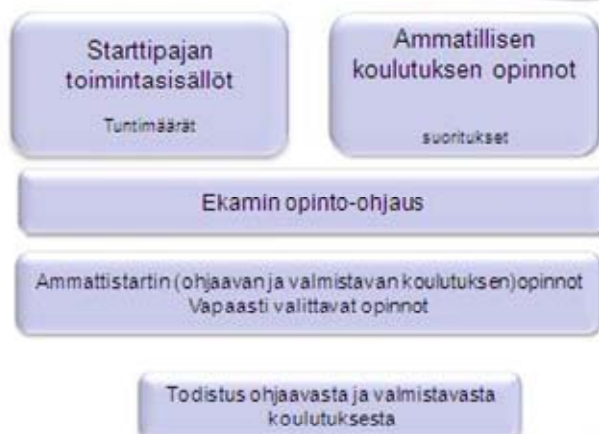 Starttipajan
toimintasisällöt
Tuntimäärät
Ammatillisen
koulutuksen opinnot
suoritukset
Ekamin opinto-ohjaus
Ammattistartin (ohjaavan ja valmistavan koulutuksen)opinnot
Vapaasti valittavat opinnot
Todistus ohjaavasta ja valmistavasta
koulutuksesta